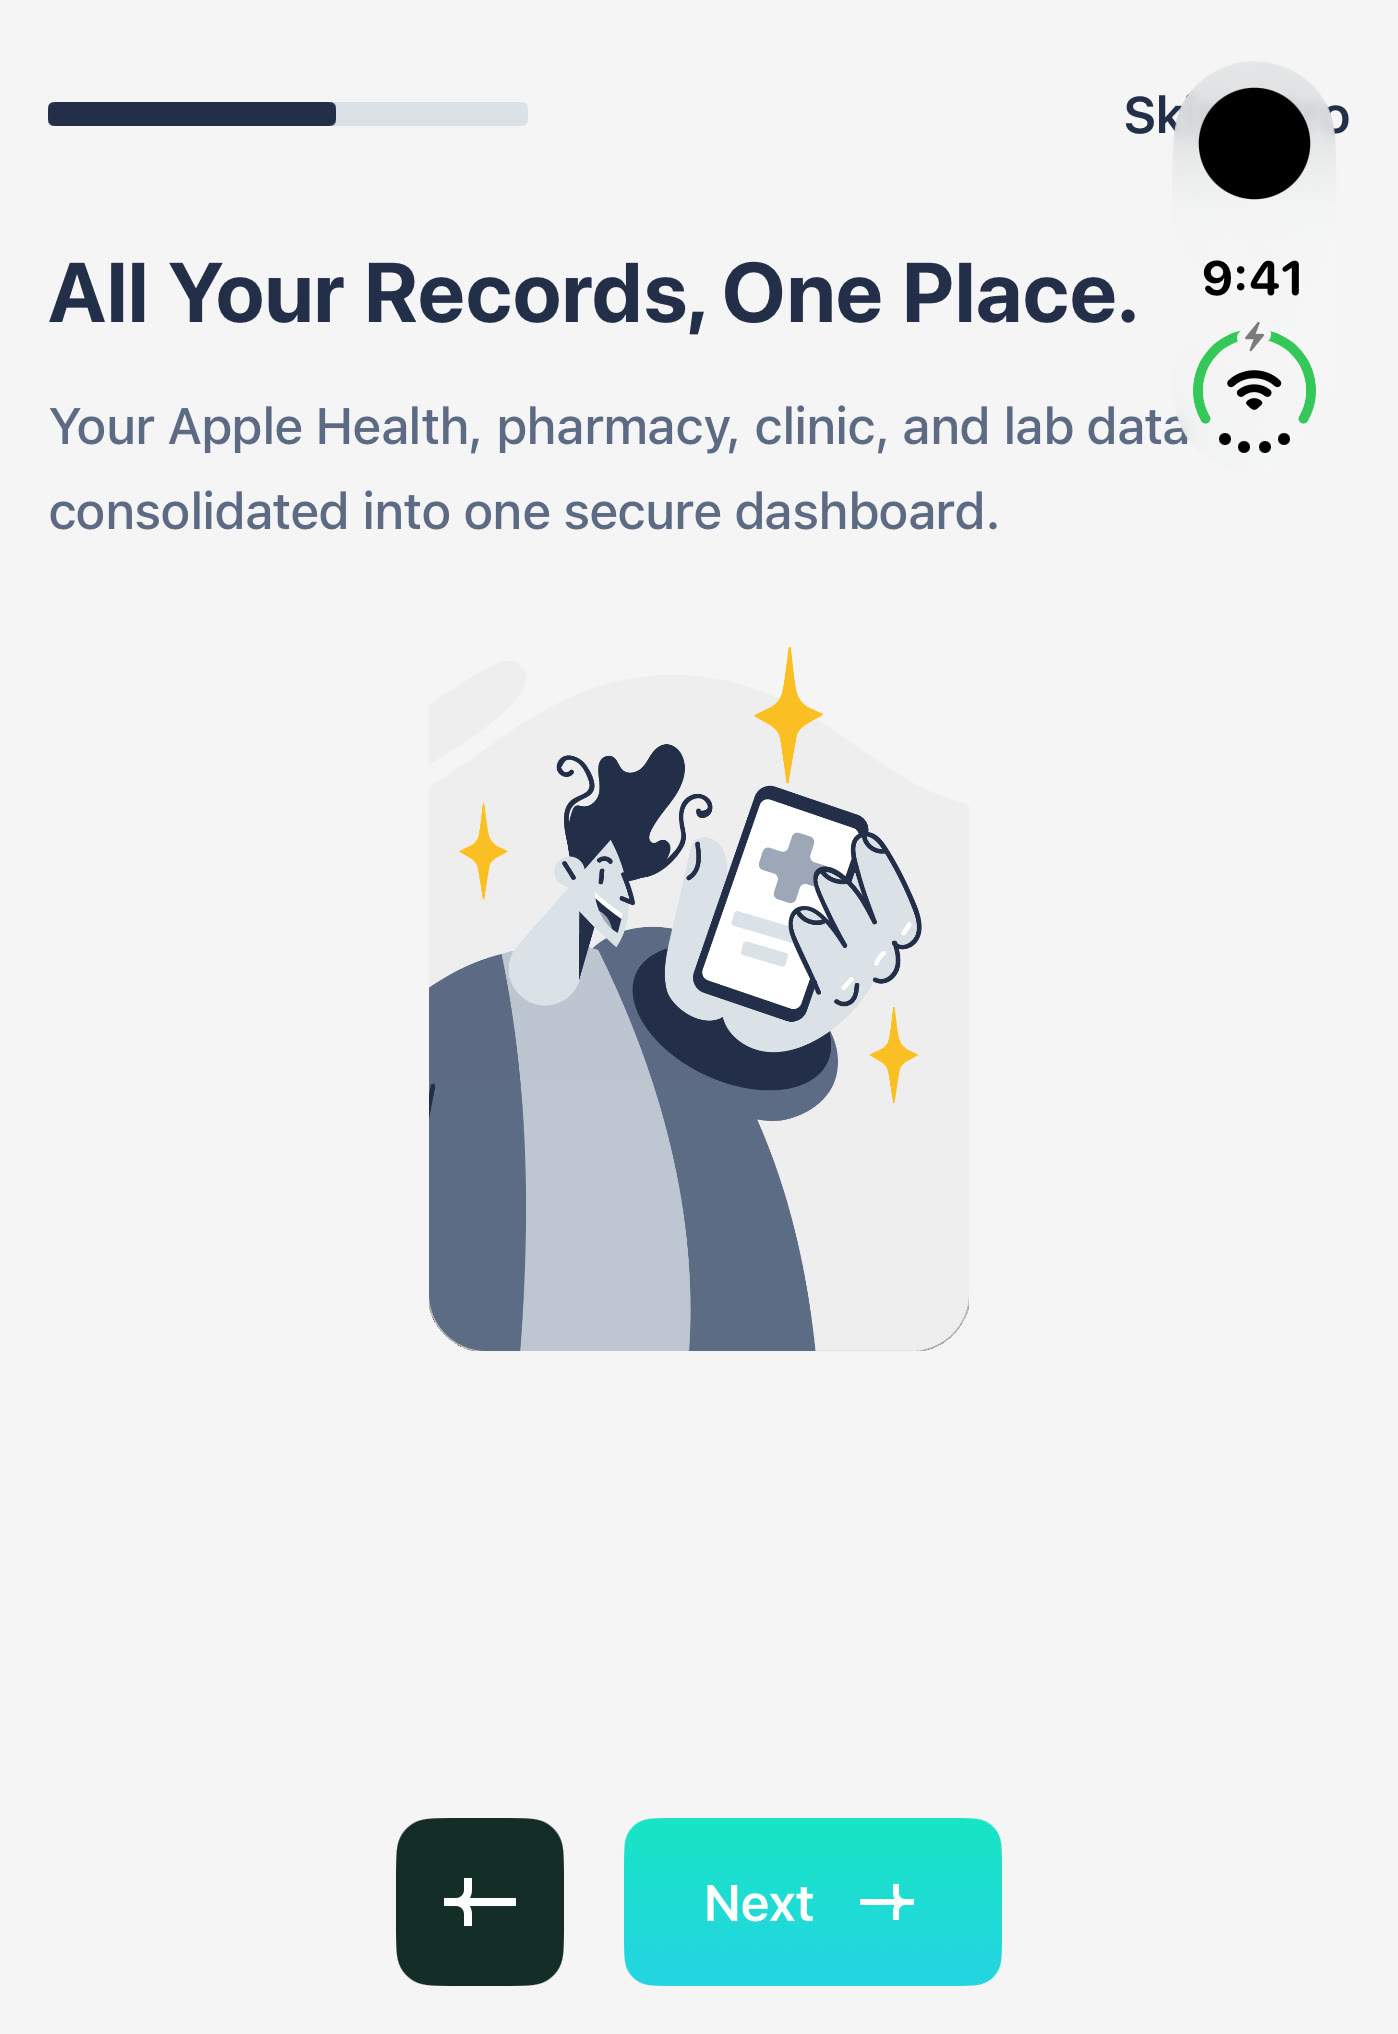 All Your Records, One Place.
9:41
Your Apple Health, pharmacy, clinic, and lab data
consolidated into one secure dashboard.
Next